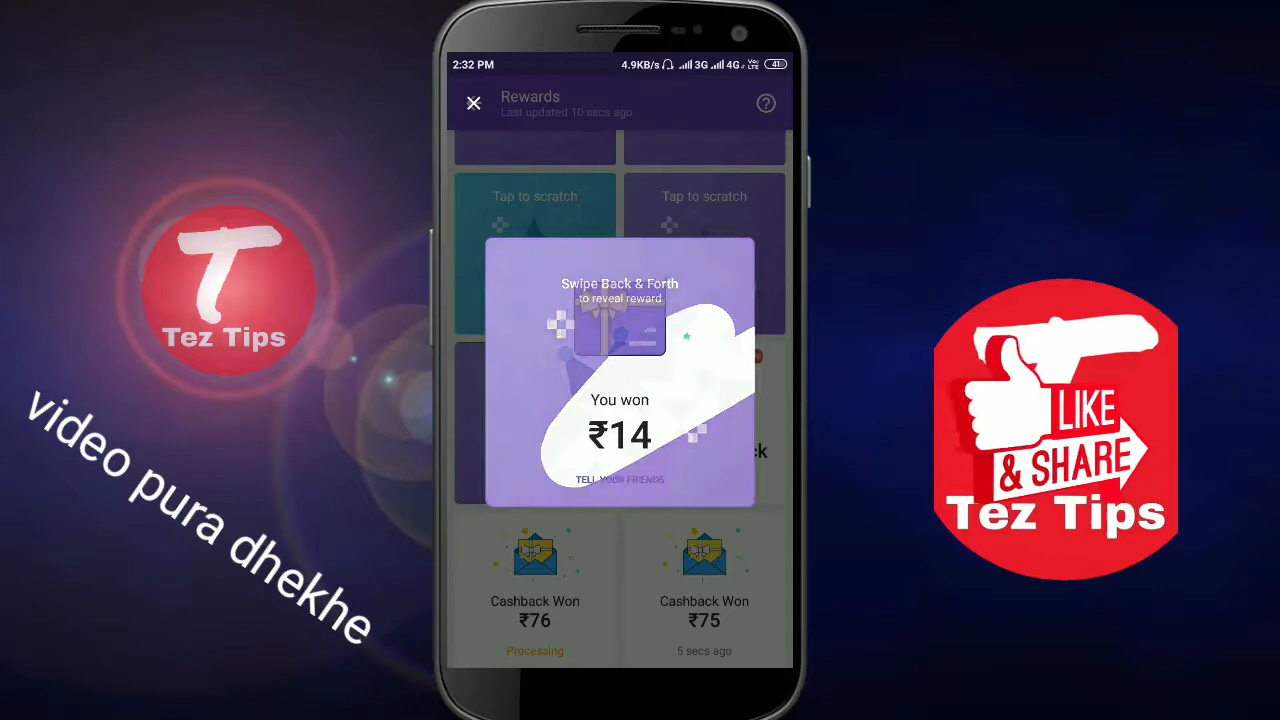 2:32 PM
4.9KB/s 3G 4G VoLTE 41
Rewards
Last updated 10 secs ago
Tap to scratch
Tap to scratch
Swipe Back & Forth
to reveal reward
You won
₹14
TELL YOUR FRIENDS
k
Cashback Won
₹76
Processing
Cashback Won
₹75
5 secs ago
T
Tez Tips
video pura dhekhe
LIKE
& SHARE
Tez Tips